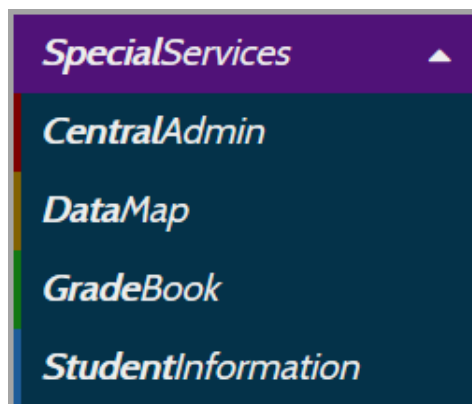 SpecialServices
CentralAdmin
DataMap
GradeBook
StudentInformation